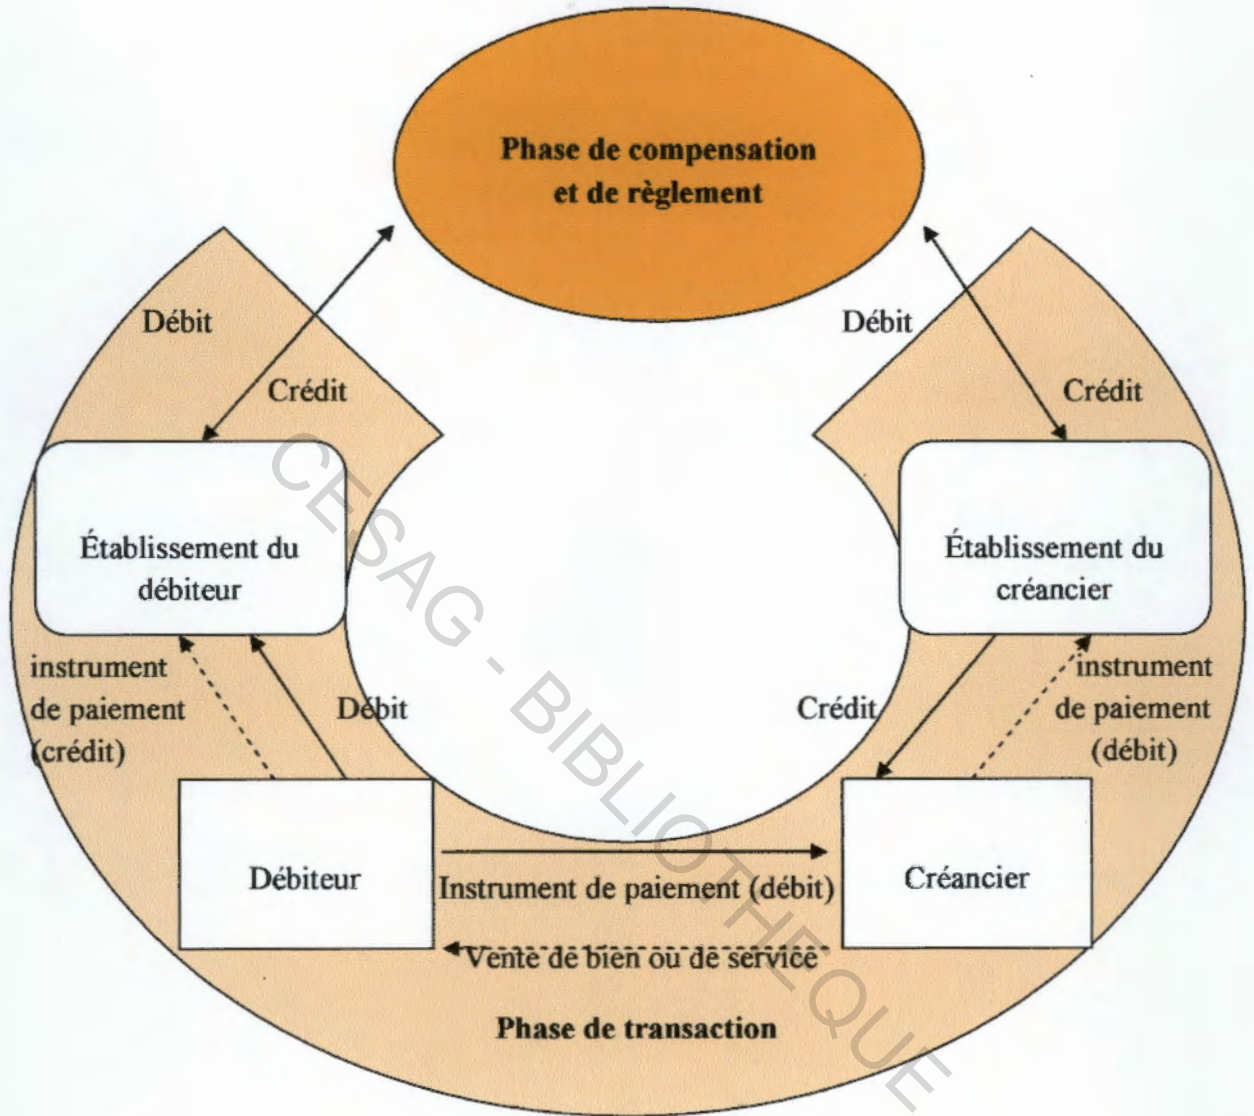 Phase de compensation
et de règlement
Débit
Débit
Crédit
Crédit
Établissement du
débiteur
Établissement du
créancier
instrument
de paiement
(crédit)
Débit
Crédit
instrument
de paiement
(débit)
Débiteur
Créancier
Instrument de paiement (débit)
Vente de bien ou de service
Phase de transaction
CESAG - BIBLIOTHEQUE